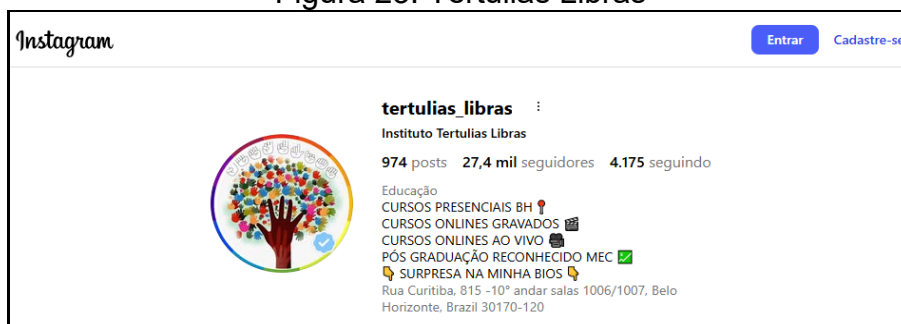 Figura 20: Tertulias Libras
Instagram
Entrar
Cadastre-se
tertulias_libras
Instituto Tertulias Libras
974 posts 27,4 mil seguidores 4.175 seguindo
Educação
CURSOS PRESENCIAIS BH📍
CURSOS ONLINES GRAVADOS 🎬
CURSOS ONLINES AO VIVO 🎥
PÓS GRADUAÇÃO RECONHECIDO MEC 💹
👇 SURPRESA NA MINHA BIOS 👇
Rua Curitiba, 815 -10° andar salas 1006/1007, Belo
Horizonte, Brazil 30170-120